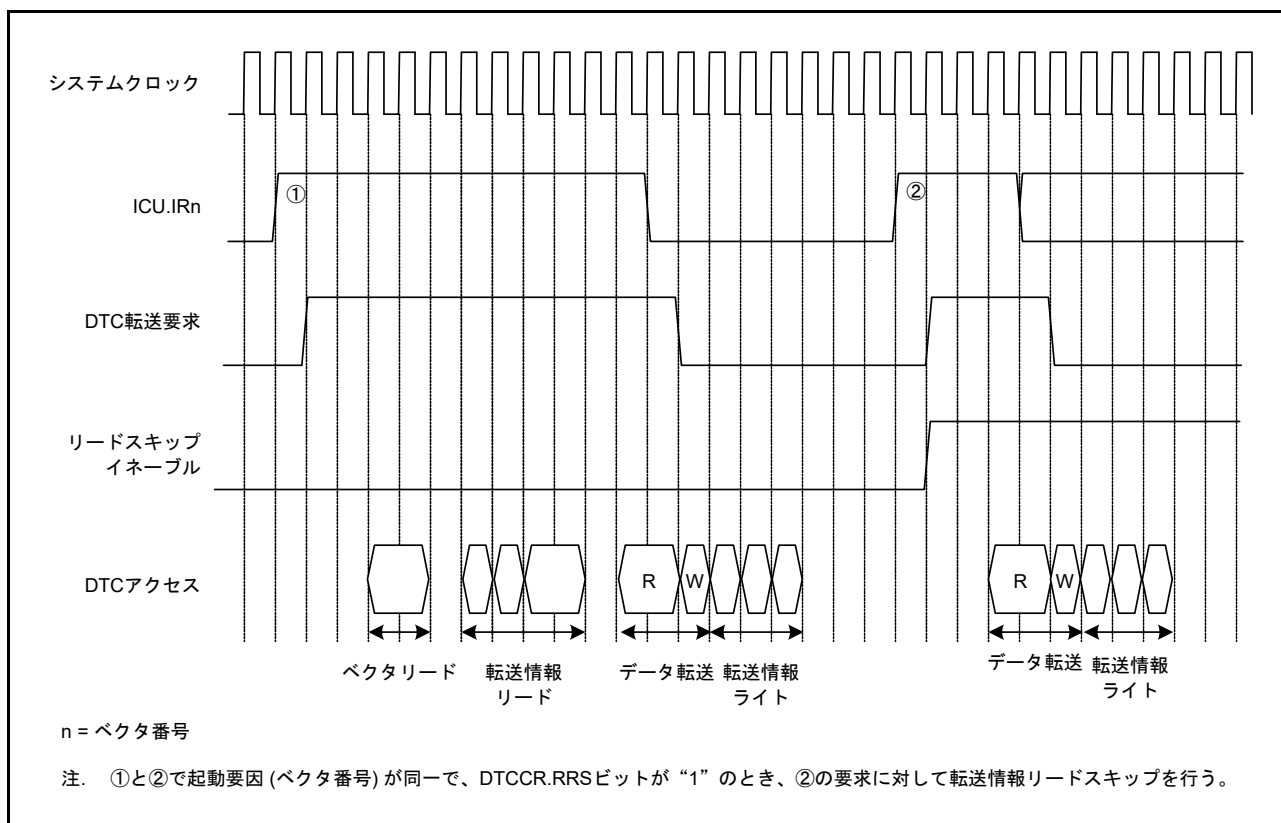 システムクロック
ICU.IRn
①
②
DTC転送要求
リードスキップ
イネーブル
DTCアクセス
R
W
R
W
ベクタリード
転送情報
リード
データ転送
転送情報
ライト
データ転送
転送情報
ライト
n = ベクタ番号
注. ①と②で起動要因 (ベクタ番号) が同一で、DTCCR.RRSビットが“1”のとき、②の要求に対して転送情報リードスキップを行う。